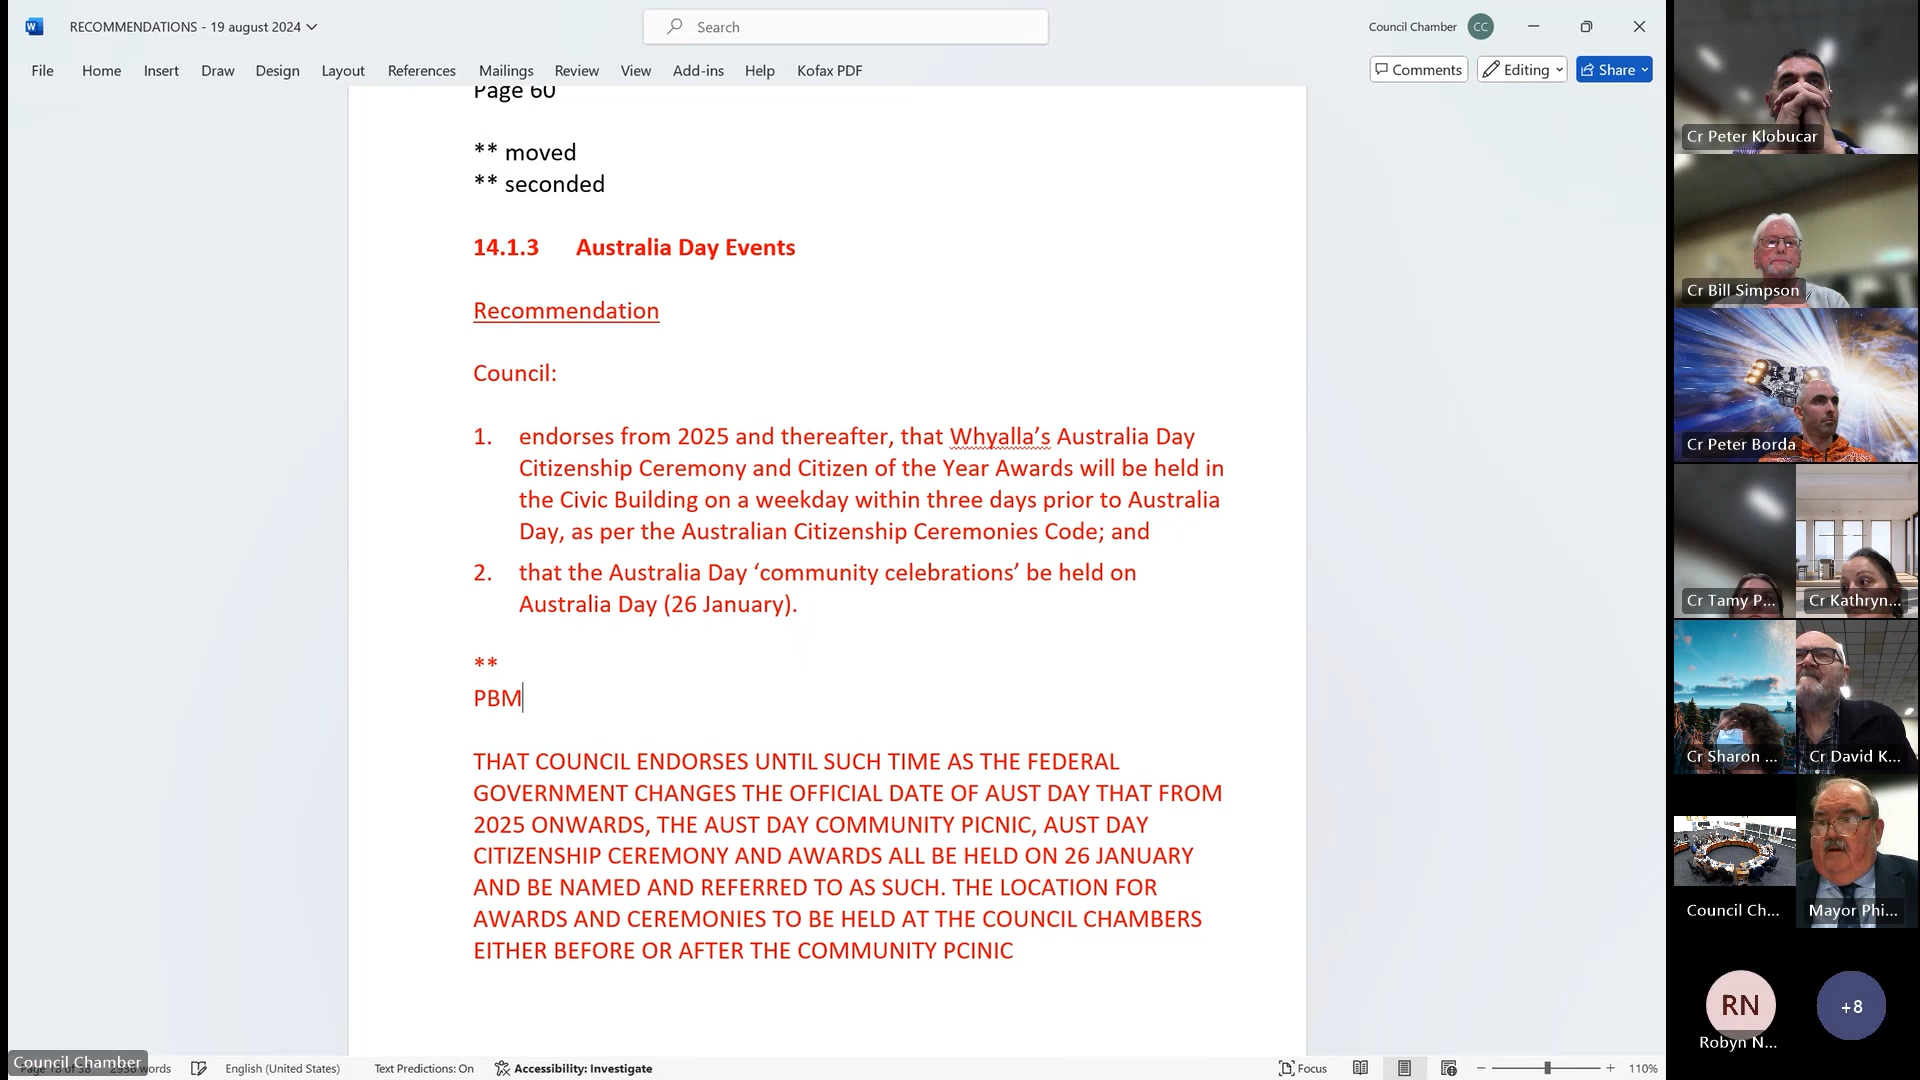 RECOMMENDATIONS - 19 august 2024
Search
Council Chamber
CC
File Home Insert Draw Design Layout References Mailings Review View Add-ins Help Kofax PDF
Comments Editing Share
Page 60
** moved
** seconded
14.1.3 Australia Day Events
Recommendation
Council:
1. endorses from 2025 and thereafter, that Whyalla’s Australia Day
Citizenship Ceremony and Citizen of the Year Awards will be held in
the Civic Building on a weekday within three days prior to Australia
Day, as per the Australian Citizenship Ceremonies Code; and
2. that the Australia Day ‘community celebrations’ be held on
Australia Day (26 January).
**
PBM
THAT COUNCIL ENDORSES UNTIL SUCH TIME AS THE FEDERAL
GOVERNMENT CHANGES THE OFFICIAL DATE OF AUST DAY THAT FROM
2025 ONWARDS, THE AUST DAY COMMUNITY PICNIC, AUST DAY
CITIZENSHIP CEREMONY AND AWARDS ALL BE HELD ON 26 JANUARY
AND BE NAMED AND REFERRED TO AS SUCH. THE LOCATION FOR
AWARDS AND CEREMONIES TO BE HELD AT THE COUNCIL CHAMBERS
EITHER BEFORE OR AFTER THE COMMUNITY PCINIC
Cr Peter Klobucar
Cr Bill Simpson
Cr Peter Borda
Cr Tamy P... Cr Kathryn...
Cr Sharon ... Cr David K...
Council Ch... Mayor Phi...
RN +8
Robyn N...
Council Chamber
words English (United States) Text Predictions: On Accessibility: Investigate Focus 110%